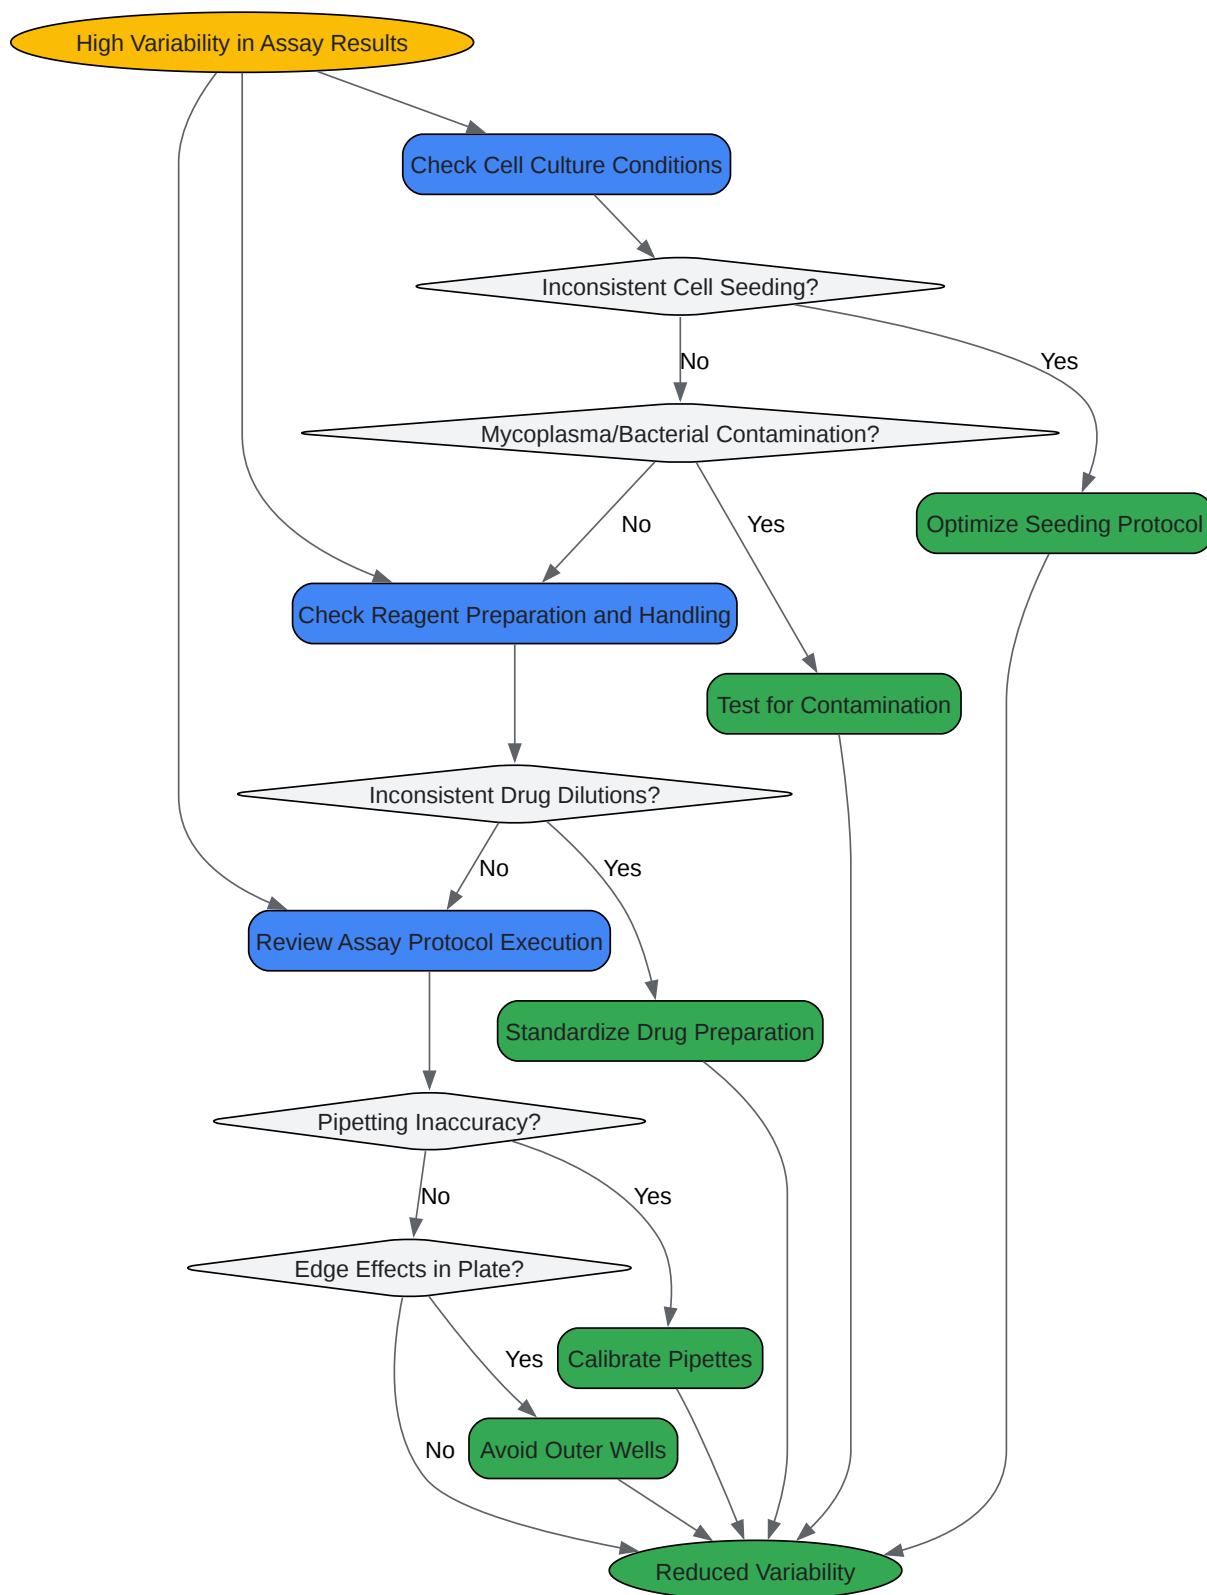 High Variability in Assay Results
Check Cell Culture Conditions
Inconsistent Cell Seeding?
No
Yes
Mycoplasma/Bacterial Contamination?
Optimize Seeding Protocol
No
Yes
Check Reagent Preparation and Handling
Test for Contamination
Inconsistent Drug Dilutions?
No
Yes
Review Assay Protocol Execution
Standardize Drug Preparation
Pipetting Inaccuracy?
No
Yes
Edge Effects in Plate?
Yes
Calibrate Pipettes
No
Avoid Outer Wells
Reduced Variability